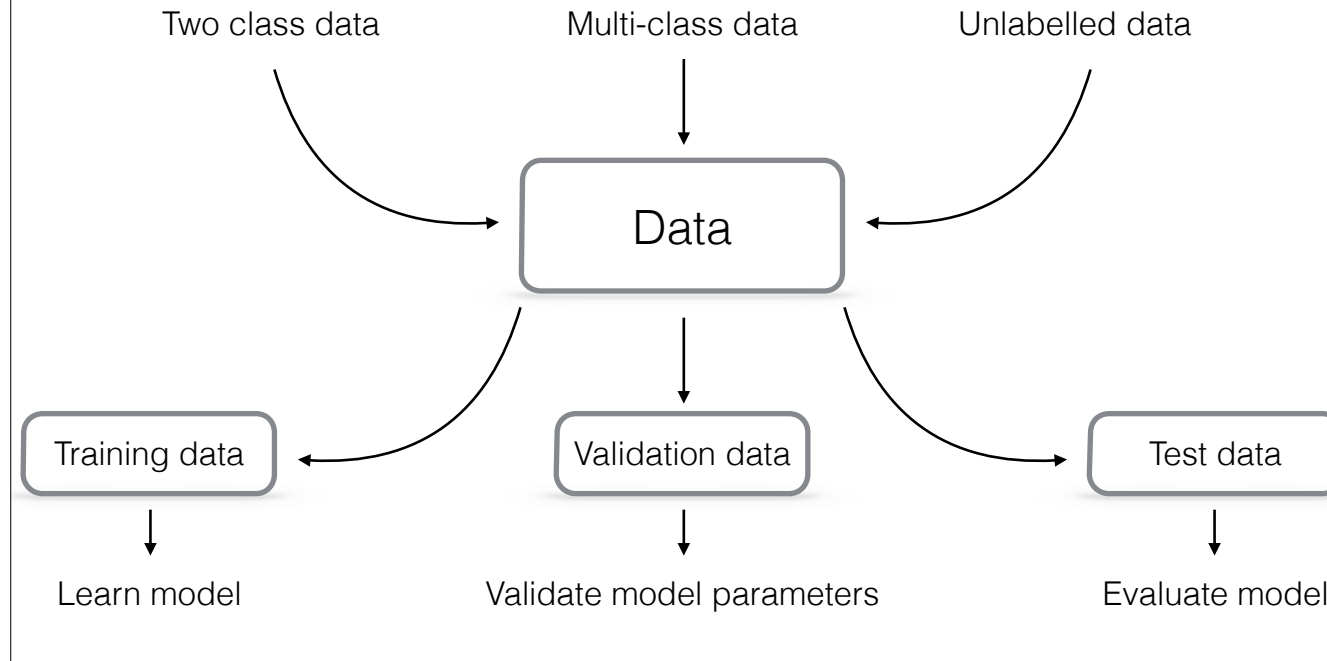 Two class data
Multi-class data
Unlabelled data
Data
Training data
Validation data
Test data
Learn model
Validate model parameters
Evaluate model